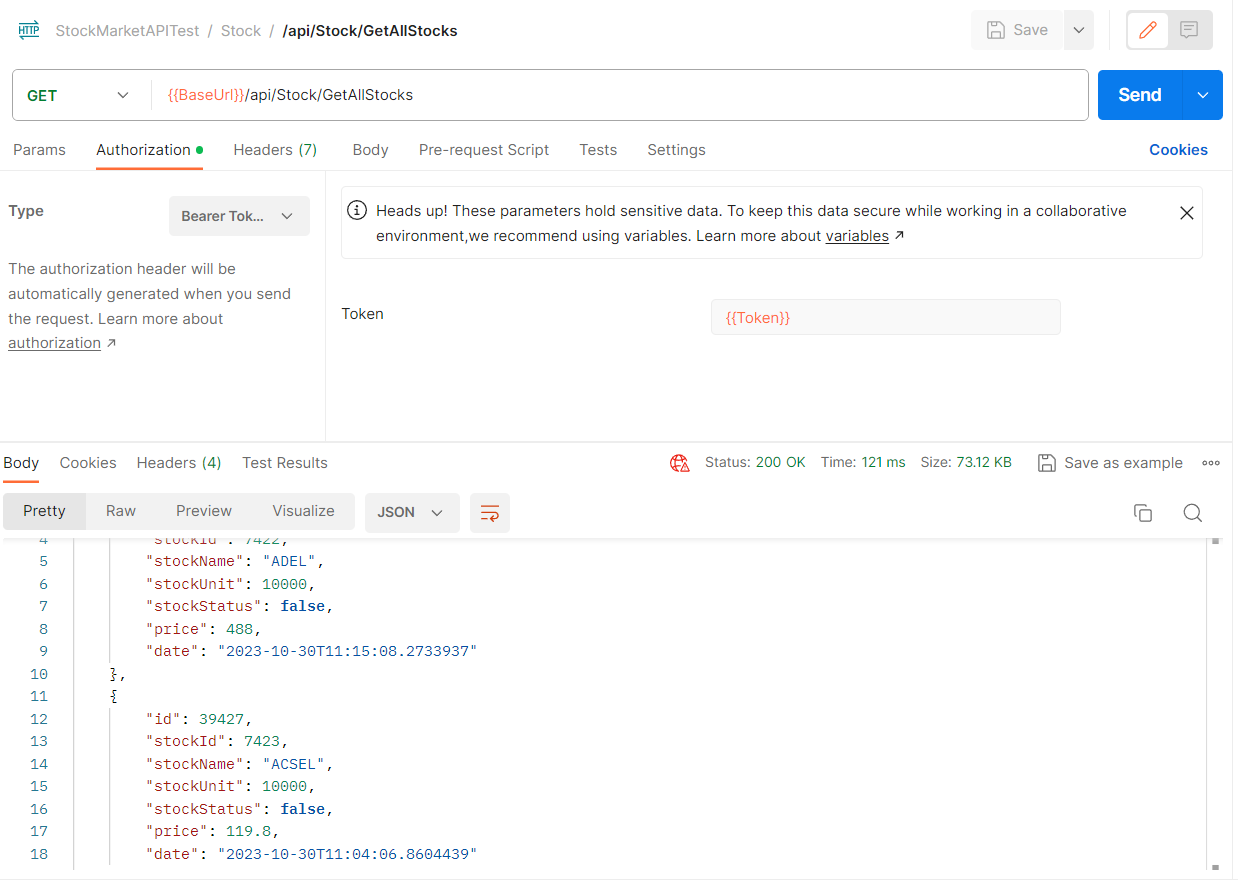 HTTP StockMarketAPITest / Stock / /api/Stock/GetAllStocks Save
GET {{BaseUrl}}/api/Stock/GetAllStocks Send
Params Authorization Headers (7) Body Pre-request Script Tests Settings Cookies
Type Bearer Tok...
The authorization header will be
automatically generated when you send
the request. Learn more about
authorization ↗
Heads up! These parameters hold sensitive data. To keep this data secure while working in a collaborative
environment,we recommend using variables. Learn more about variables ↗
Token {{Token}}
Body Cookies Headers (4) Test Results Status: 200 OK Time: 121 ms Size: 73.12 KB Save as example
Pretty Raw Preview Visualize JSON
4 "stockId": 7422,
5 "stockName": "ADEL",
6 "stockUnit": 10000,
7 "stockStatus": false,
8 "price": 488,
9 "date": "2023-10-30T11:15:08.2733937"
10 },
11 {
12 "id": 39427,
13 "stockId": 7423,
14 "stockName": "ACSEL",
15 "stockUnit": 10000,
16 "stockStatus": false,
17 "price": 119.8,
18 "date": "2023-10-30T11:04:06.8604439"